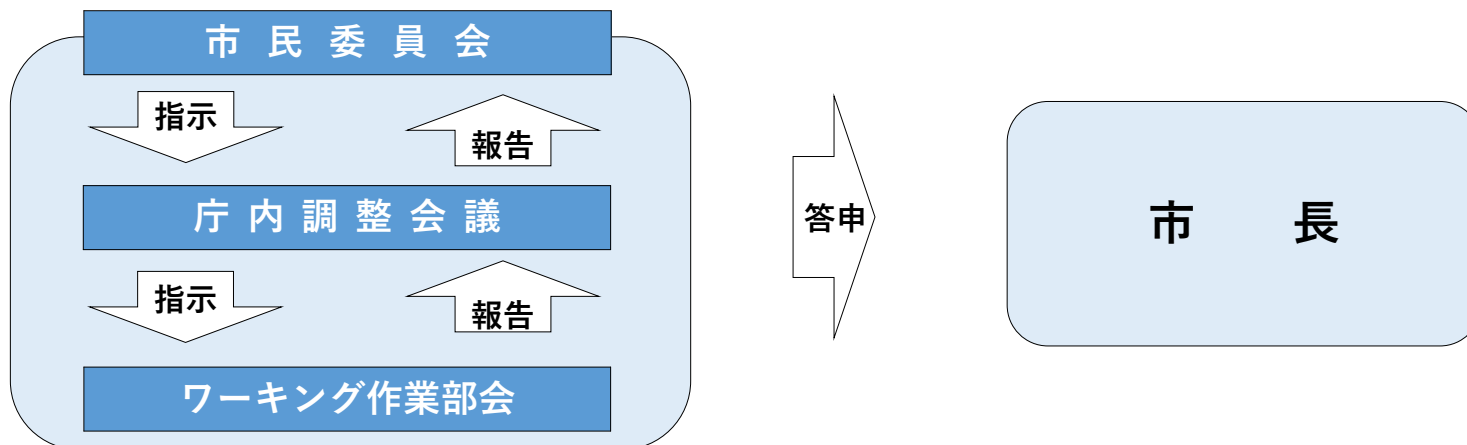 市民委員会
指示
報告
庁内調整会議
指示
報告
ワーキング作業部会
答申
市長